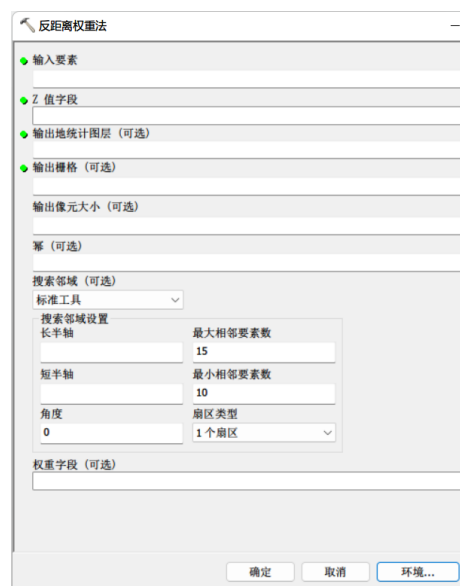 反距离权重法
输入要素
Z 值字段
输出地统计图层（可选）
输出栅格（可选）
输出像元大小（可选）
幂（可选）
搜索邻域（可选）
标准工具
搜索邻域设置
长半轴 最大相邻要素数
15
短半轴 最小相邻要素数
10
角度 扇区类型
0 1 个扇区
权重字段（可选）
确定 取消 环境...